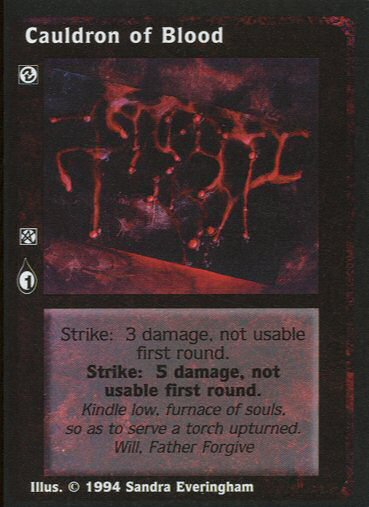 Cauldron of Blood
1
Strike: 3 damage, not usable
first round.
Strike: 5 damage, not
usable first round.
Kindle low, furnace of souls,
so as to serve a torch upturned.
Will, Father Forgive
Illus. © 1994 Sandra Everingham